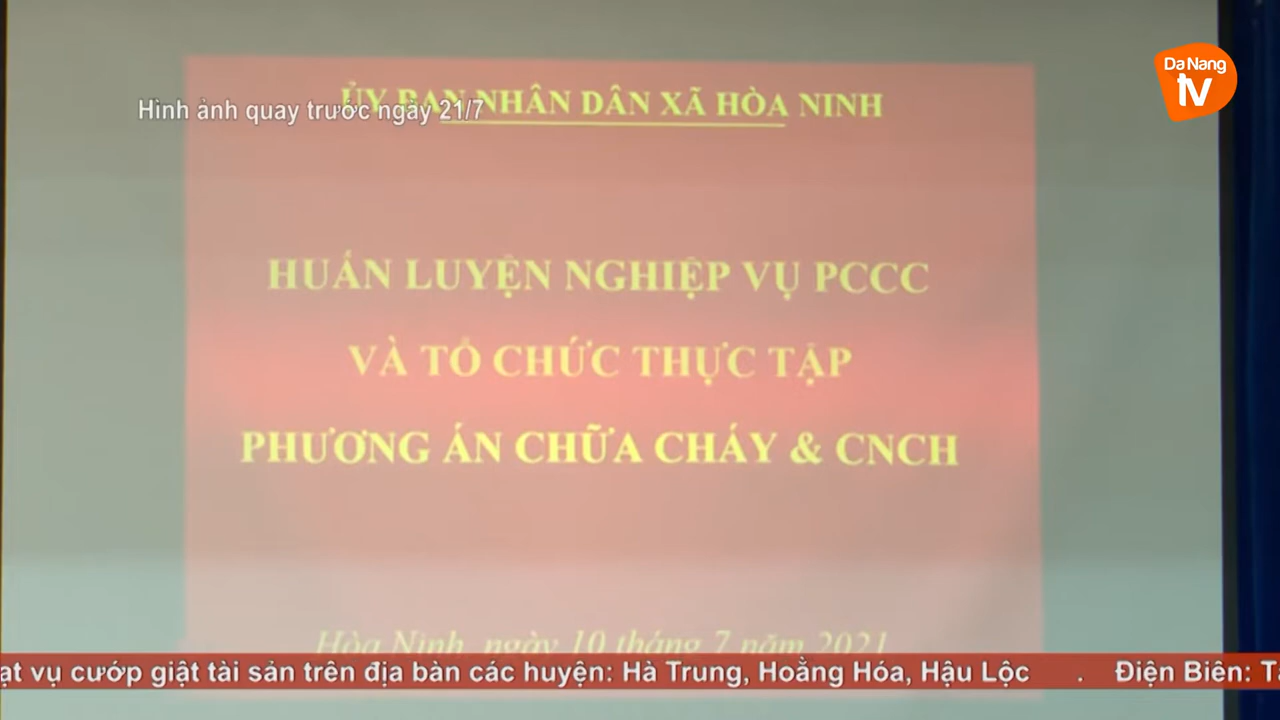 Da Nang
tv
Hình ảnh quay trước ngày 21/7
ỦY BAN NHÂN DÂN XÃ HÒA NINH
HUẤN LUYỆN NGHIỆP VỤ PCCC
VÀ TỔ CHỨC THỰC TẬP
PHƯƠNG ÁN CHỮA CHÁY & CNCH
Hòa Ninh, ngày 10 tháng 7 năm 2021
ạt vụ cướp giật tài sản trên địa bàn các huyện: Hà Trung, Hoằng Hóa, Hậu Lộc . Điện Biên: